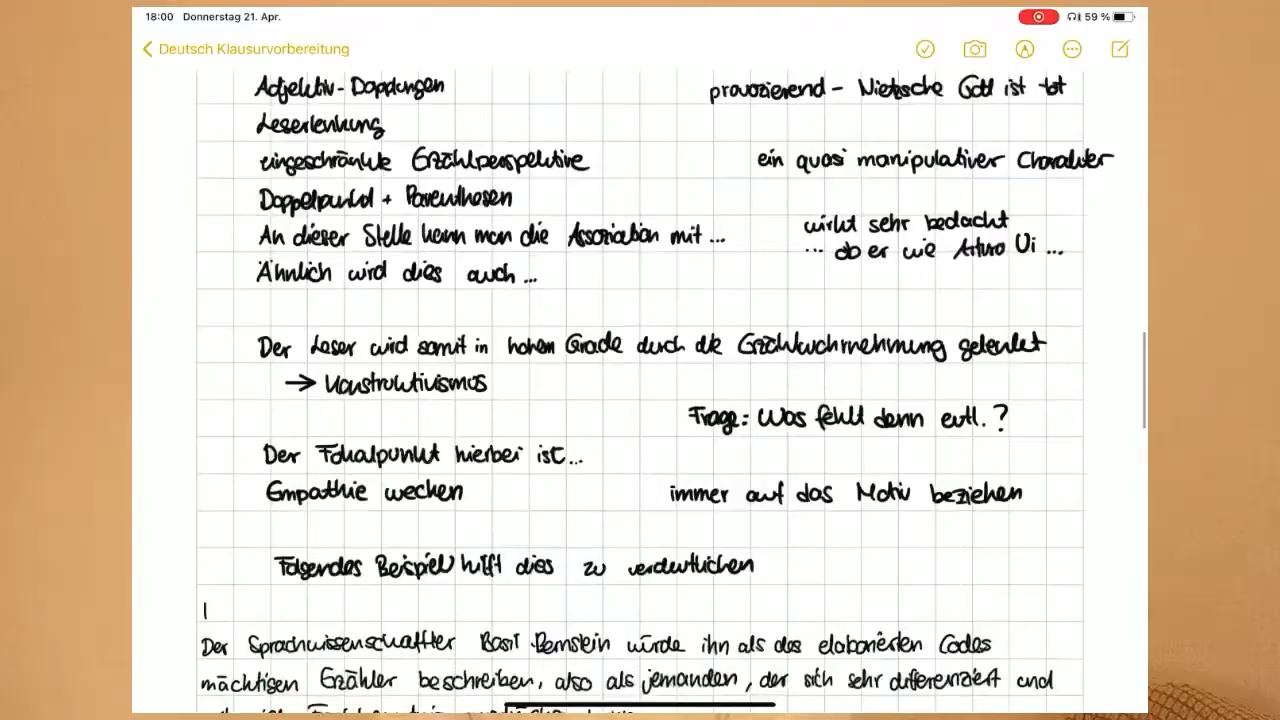 18:00 Donnerstag 21. Apr. 59 %
Deutsch Klausurvorbereitung
Adjektiv-Dopplungen
provozierend - Nietzsche Gott ist tot
Leserlenkung
eingeschränkte Erzählperspektive
ein quasi manipulativer Charakter
Doppelpunkt + Parenthesen
An dieser Stelle kann man die Assoziation mit ...
wirkt sehr bedacht
... ob er wie Arturo Ui ...
Ähnlich wird dies auch ...
Der Leser wird somit in hohem Grade durch die Erzählwahrnehmung gelenkt
→ Konstruktivismus
Frage: Was fehlt denn evtl.?
Der Fokalpunkt hierbei ist...
Empathie wecken
immer auf das Motiv beziehen
Folgendes Beispiel hilft dies zu verdeutlichen
Der Sprachwissenschaftler Basil Bernstein würde ihn als des elaborierten Codes
mächtigen Erzähler beschreiben, also als jemanden, der sich sehr differenziert und